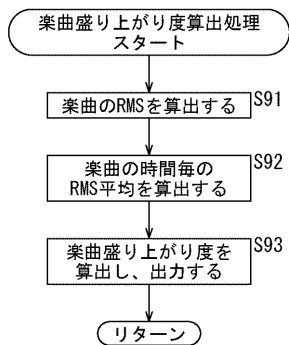 楽曲盛り上がり度算出処理
スタート
楽曲のRMSを算出する
S91
楽曲の時間毎の
RMS平均を算出する
S92
楽曲盛り上がり度を
算出し、出力する
S93
リターン